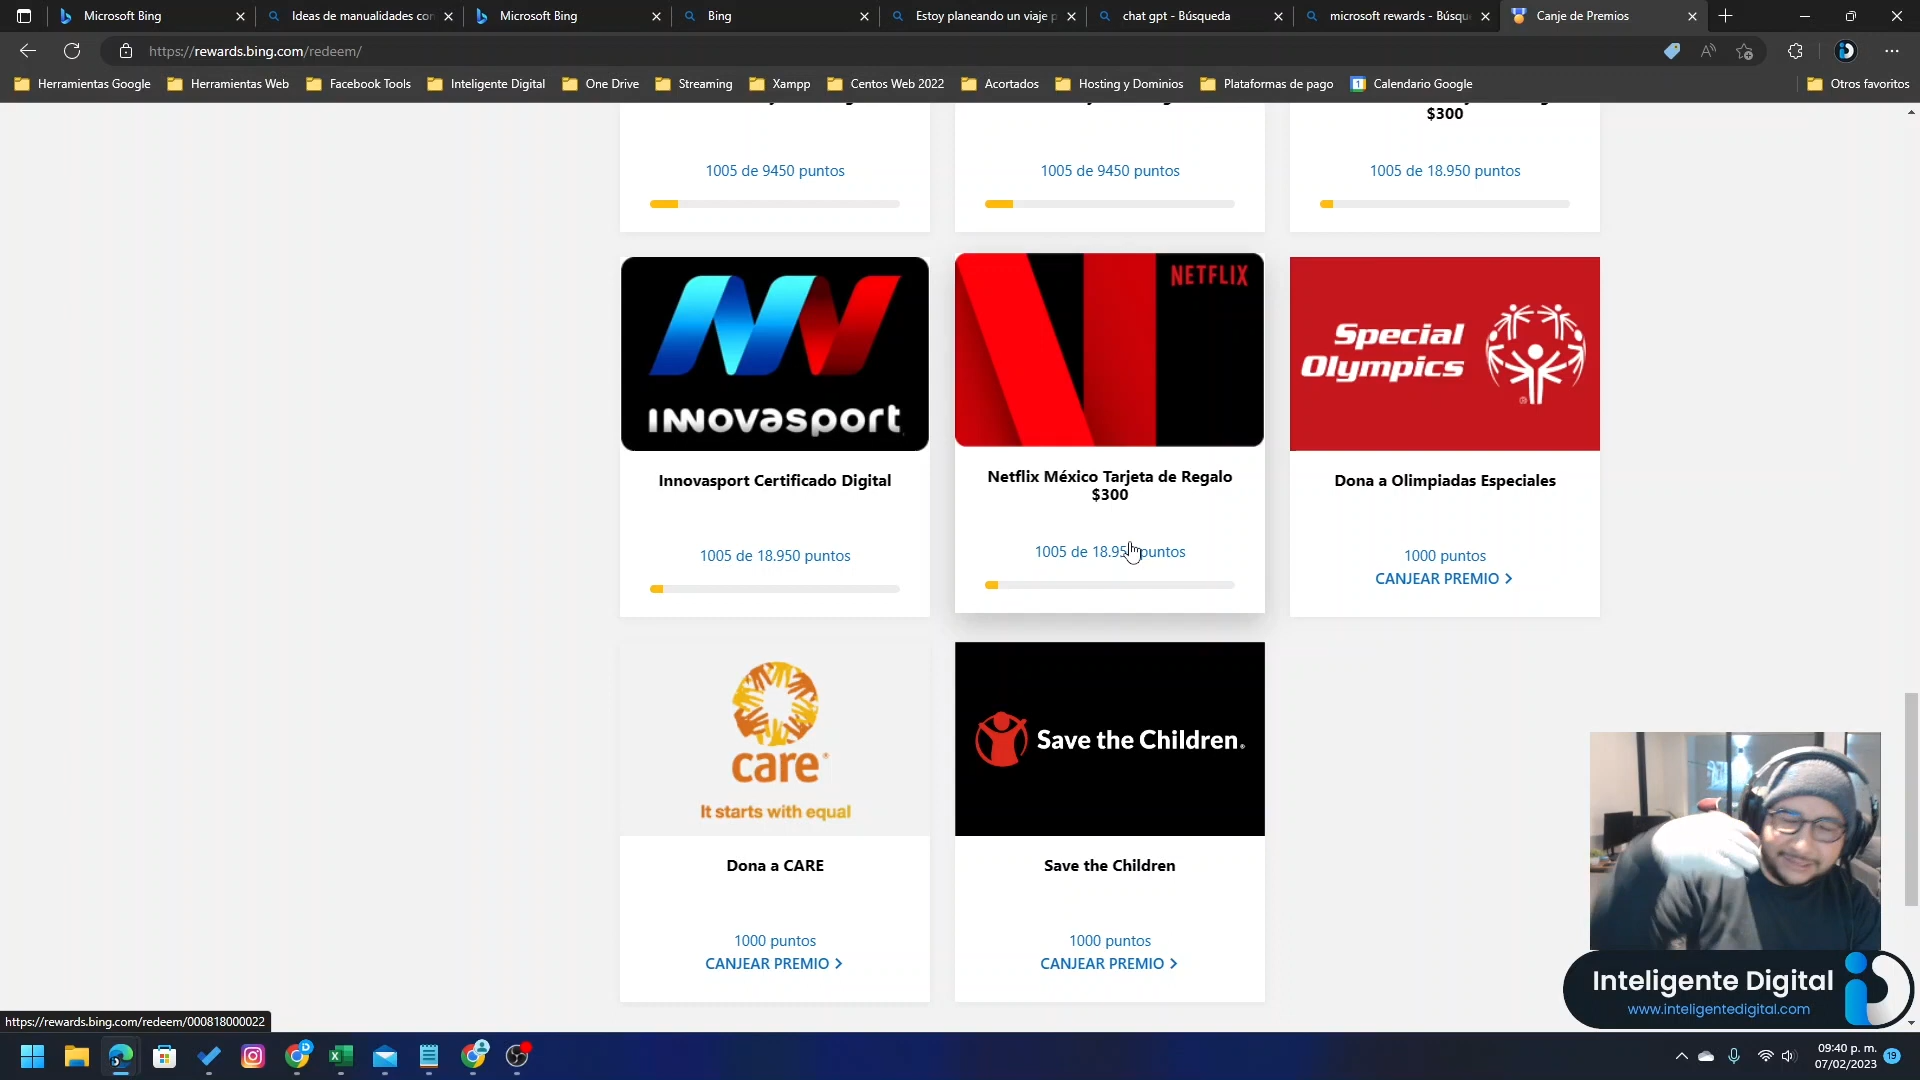 Microsoft Bing
Ideas de manualidades con
Microsoft Bing
Bing
Estoy planeando un viaje p
chat gpt - Búsqueda
microsoft rewards - Búsqu
Canje de Premios
https://rewards.bing.com/redeem/
Herramientas Google
Herramientas Web
Facebook Tools
Inteligente Digital
One Drive
Streaming
Xampp
Centos Web 2022
Acortados
Hosting y Dominios
Plataformas de pago
1
Calendario Google
Otros favoritos
$300
1005 de 9450 puntos
1005 de 9450 puntos
1005 de 18.950 puntos
INNOVASPORT
NETFLIX
Special
Olympics
Innovasport Certificado Digital
Netflix México Tarjeta de Regalo
$300
Dona a Olimpiadas Especiales
1005 de 18.950 puntos
1005 de 18.95 puntos
1000 puntos
CANJEAR PREMIO >
care
It starts with equal
Save the Children.
Dona a CARE
Save the Children
1000 puntos
CANJEAR PREMIO >
1000 puntos
CANJEAR PREMIO >
Inteligente Digital
www.inteligentedigital.com
https://rewards.bing.com/redeem/000818000022
09:40 p. m.
07/02/2023
19